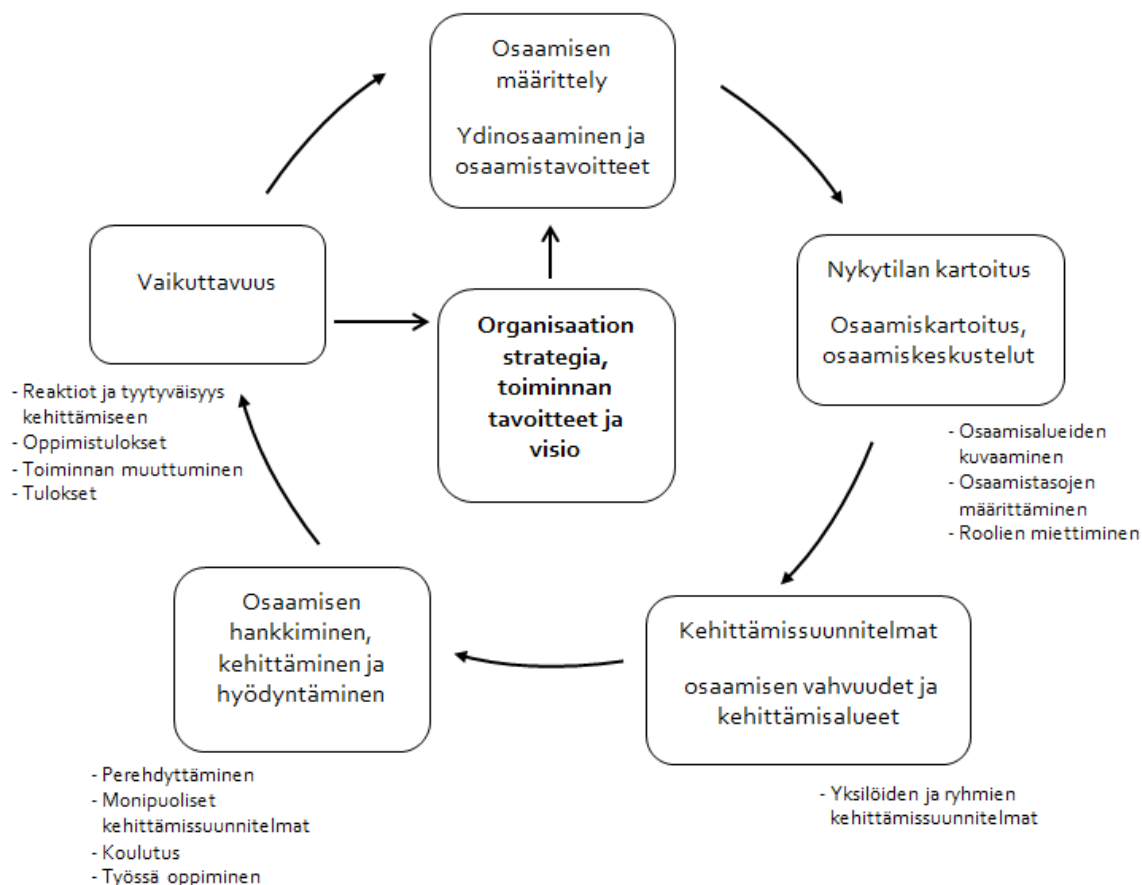 Osaamisen
määrittely
Ydinosaaminen ja
osaamistavoitteet
Nykytilan kartoitus
Osaamiskartoitus,
osaamiskeskustelut
- Osaamisalueiden
kuvaaminen
- Osaamistasojen
määrittäminen
- Roolien miettiminen
Kehittämissuunnitelmat
osaamisen vahvuudet ja
kehittämisalueet
- Yksilöiden ja ryhmien
kehittämissuunnitelmat
Osaamisen
hankkiminen,
kehittäminen ja
hyödyntäminen
- Perehdyttäminen
- Monipuoliset
kehittämissuunnitelmat
- Koulutus
- Työssä oppiminen
Vaikuttavuus
- Reaktiot ja tyytyväisyys
kehittämiseen
- Oppimistulokset
- Toiminnan muuttuminen
- Tulokset
Organisaation
strategia,
toiminnan
tavoitteet ja
visio